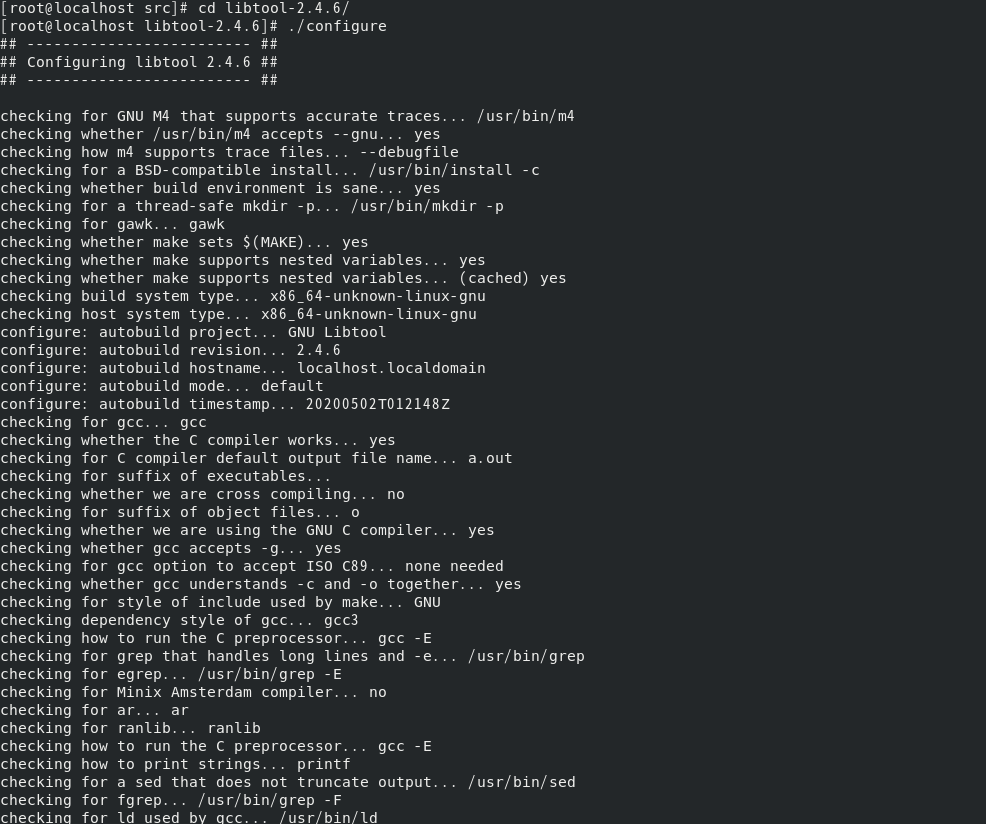 [root@localhost src]# cd libtool-2.4.6/
[root@localhost libtool-2.4.6]# ./configure
## ------------------------- ##
## Configuring libtool 2.4.6 ##
## ------------------------- ##
checking for GNU M4 that supports accurate traces... /usr/bin/m4
checking whether /usr/bin/m4 accepts --gnu... yes
checking how m4 supports trace files... --debugfile
checking for a BSD-compatible install... /usr/bin/install -c
checking whether build environment is sane... yes
checking for a thread-safe mkdir -p... /usr/bin/mkdir -p
checking for gawk... gawk
checking whether make sets $(MAKE)... yes
checking whether make supports nested variables... yes
checking whether make supports nested variables... (cached) yes
checking build system type... x86_64-unknown-linux-gnu
checking host system type... x86_64-unknown-linux-gnu
configure: autobuild project... GNU Libtool
configure: autobuild revision... 2.4.6
configure: autobuild hostname... localhost.localdomain
configure: autobuild mode... default
configure: autobuild timestamp... 20200502T012148Z
checking for gcc... gcc
checking whether the C compiler works... yes
checking for C compiler default output file name... a.out
checking for suffix of executables...
checking whether we are cross compiling... no
checking for suffix of object files... o
checking whether we are using the GNU C compiler... yes
checking whether gcc accepts -g... yes
checking for gcc option to accept ISO C89... none needed
checking whether gcc understands -c and -o together... yes
checking for style of include used by make... GNU
checking dependency style of gcc... gcc3
checking how to run the C preprocessor... gcc -E
checking for grep that handles long lines and -e... /usr/bin/grep
checking for egrep... /usr/bin/grep -E
checking for Minix Amsterdam compiler... no
checking for ar... ar
checking for ranlib... ranlib
checking how to run the C preprocessor... gcc -E
checking how to print strings... printf
checking for a sed that does not truncate output... /usr/bin/sed
checking for fgrep... /usr/bin/grep -F
checking for ld used by gcc... /usr/bin/ld